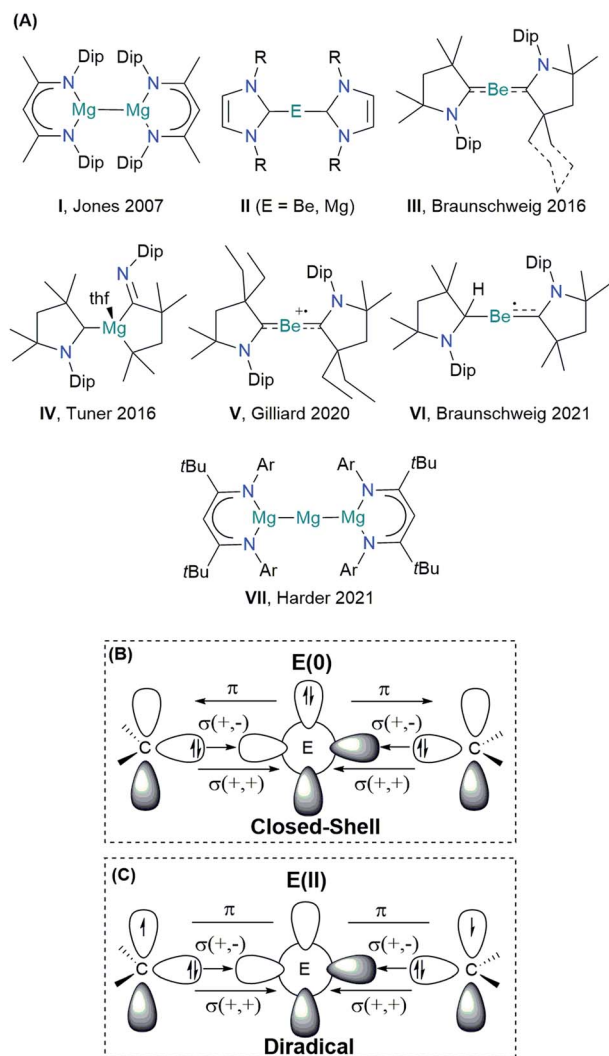 (A)
Dip Dip
N N
Mg Mg
N N
Dip Dip
I, Jones 2007
R R
N N
E
N N
R R
II (E = Be, Mg)
Dip
N
Be
N
Dip
III, Braunschweig 2016
Dip
N
thf
Mg
N
Dip
IV, Tuner 2016
Dip
N
+•
Be
N
Dip
V, Gilliard 2020
Dip
H N
•
Be
N
Dip
VI, Braunschweig 2021
tBu Ar Ar tBu
N N
Mg Mg Mg
N N
tBu Ar Ar tBu
VII, Harder 2021
(B)
E(0)
π π
σ(+,-) σ(+,-)
C E C
σ(+,+) σ(+,+)
Closed-Shell
(C)
E(II)
π π
σ(+,-) σ(+,-)
C E C
σ(+,+) σ(+,+)
Diradical